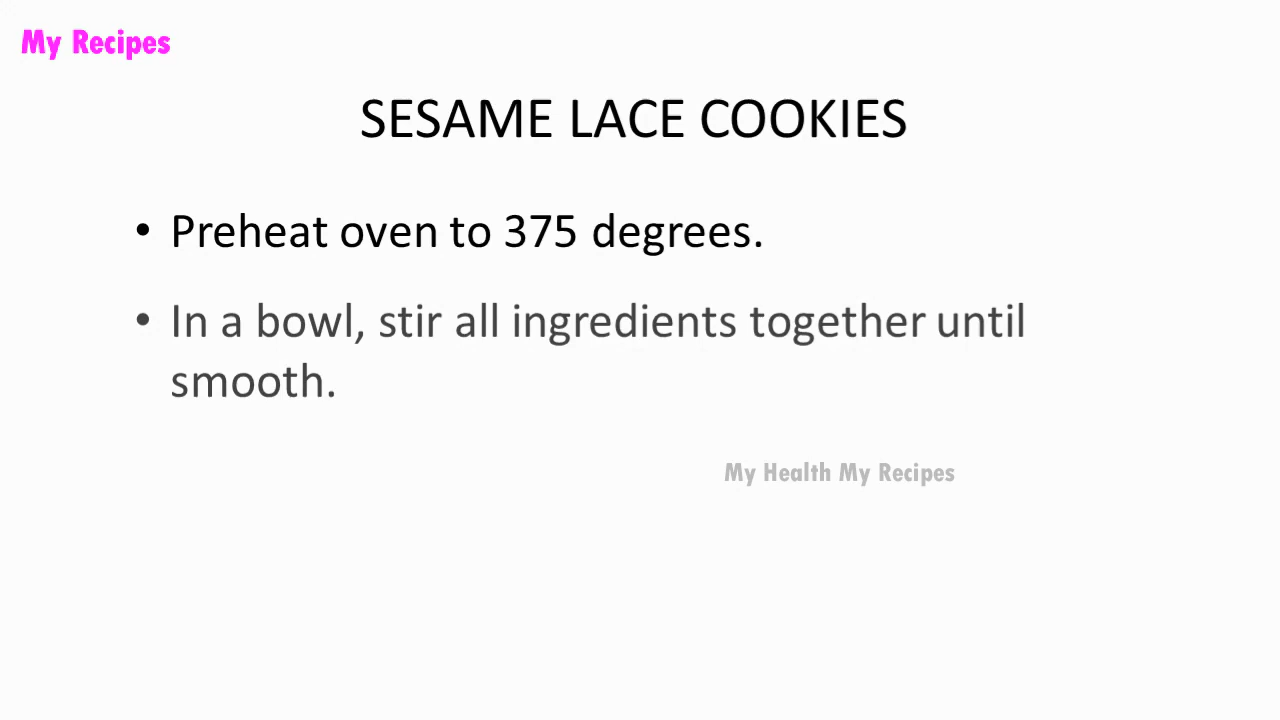 My Recipes
SESAME LACE COOKIES
• Preheat oven to 375 degrees.
• In a bowl, stir all ingredients together until
smooth.
My Health My Recipes